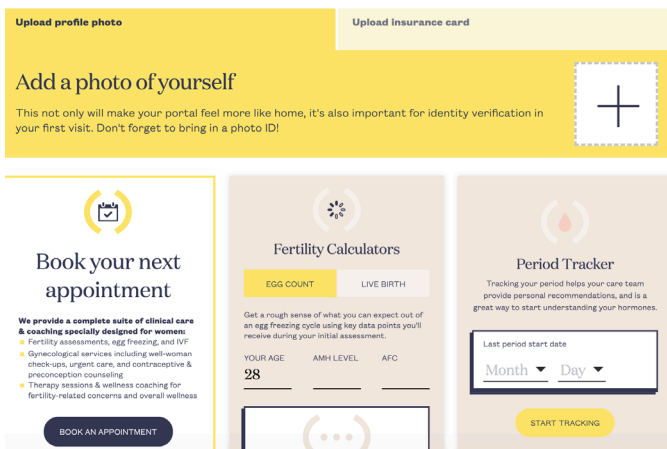 Upload profile photo
Upload insurance card
Add a photo of yourself
This not only will make your portal feel more like home, it's also important for identity verification in
your first visit. Don't forget to bring in a photo ID!
Book your next
appointment
We provide a complete suite of clinical care
& coaching specially designed for women:
Fertility assessments, egg freezing, and IVF
Gynecological services including well-woman
check-ups, urgent care, and contraceptive &
preconception counseling
Therapy sessions & wellness coaching for
fertility-related concerns and overall wellness
BOOK AN APPOINTMENT
Fertility Calculators
EGG COUNT
LIVE BIRTH
Get a rough sense of what you can expect out of
an egg freezing cycle using key data points you'll
receive during your initial assessment.
YOUR AGE
AMH LEVEL
AFC
28
Period Tracker
Tracking your period helps your care team
provide personal recommendations, and is a
great way to start understanding your hormones.
Last period start date
Month
Day
START TRACKING